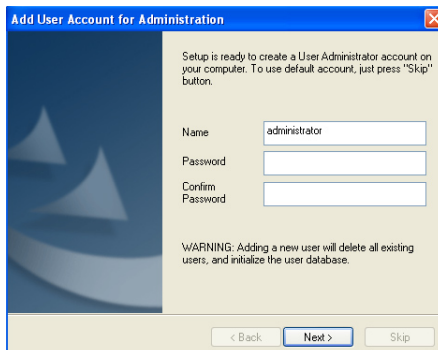 Add User Account for Administration
Setup is ready to create a User Administrator account on
your computer. To use default account, just press "Skip"
button.
Name
administrator
Password
Confirm
Password
WARNING: Adding a new user will delete all existing
users, and initialize the user database.
< Back
Next >
Skip